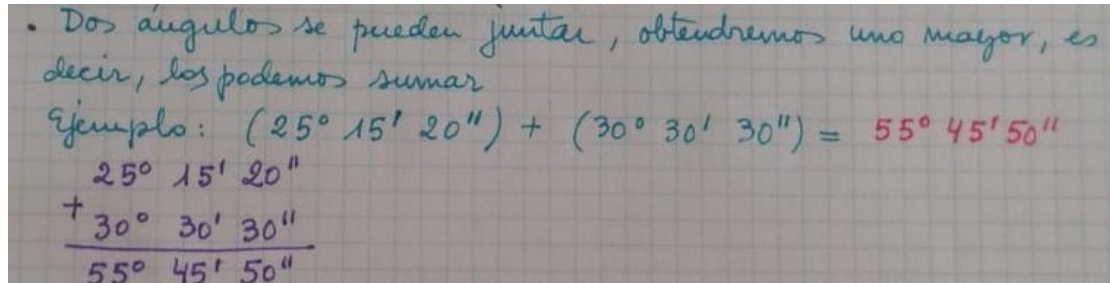 • Dos ángulos se pueden juntar, obtendremos uno mayor, es
decir, los podemos sumar
Ejemplo: (25° 15' 20") + (30° 30' 30") = 55° 45' 50"
25° 15' 20"
+ 30° 30' 30"
55° 45' 50"